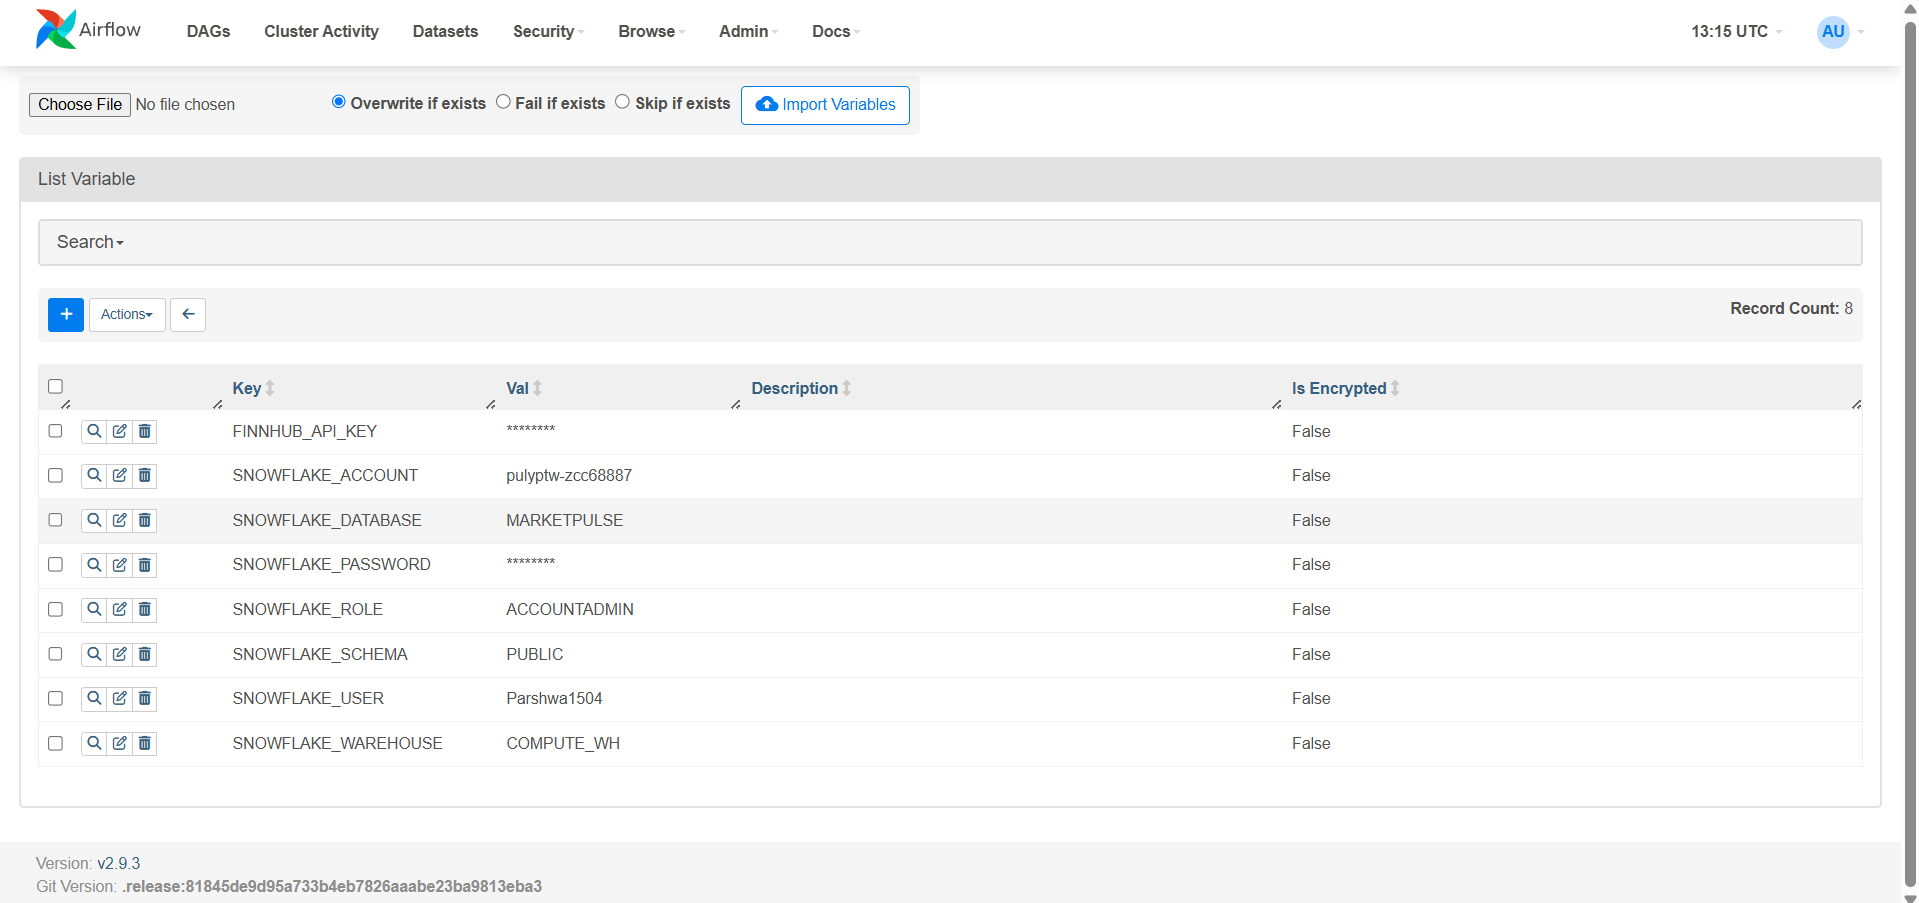 Airflow DAGs Cluster Activity Datasets Security Browse Admin Docs 13:15 UTC AU
Choose File No file chosen Overwrite if exists Fail if exists Skip if exists Import Variables
List Variable
Search
+ Actions Record Count: 8
Key Val Description Is Encrypted
FINNHUB_API_KEY ******** False
SNOWFLAKE_ACCOUNT pulyptw-zcc68887 False
SNOWFLAKE_DATABASE MARKETPULSE False
SNOWFLAKE_PASSWORD ******** False
SNOWFLAKE_ROLE ACCOUNTADMIN False
SNOWFLAKE_SCHEMA PUBLIC False
SNOWFLAKE_USER Parshwa1504 False
SNOWFLAKE_WAREHOUSE COMPUTE_WH False
Version: v2.9.3
Git Version: .release:81845de9d95a733b4eb7826aaabe23ba9813eba3